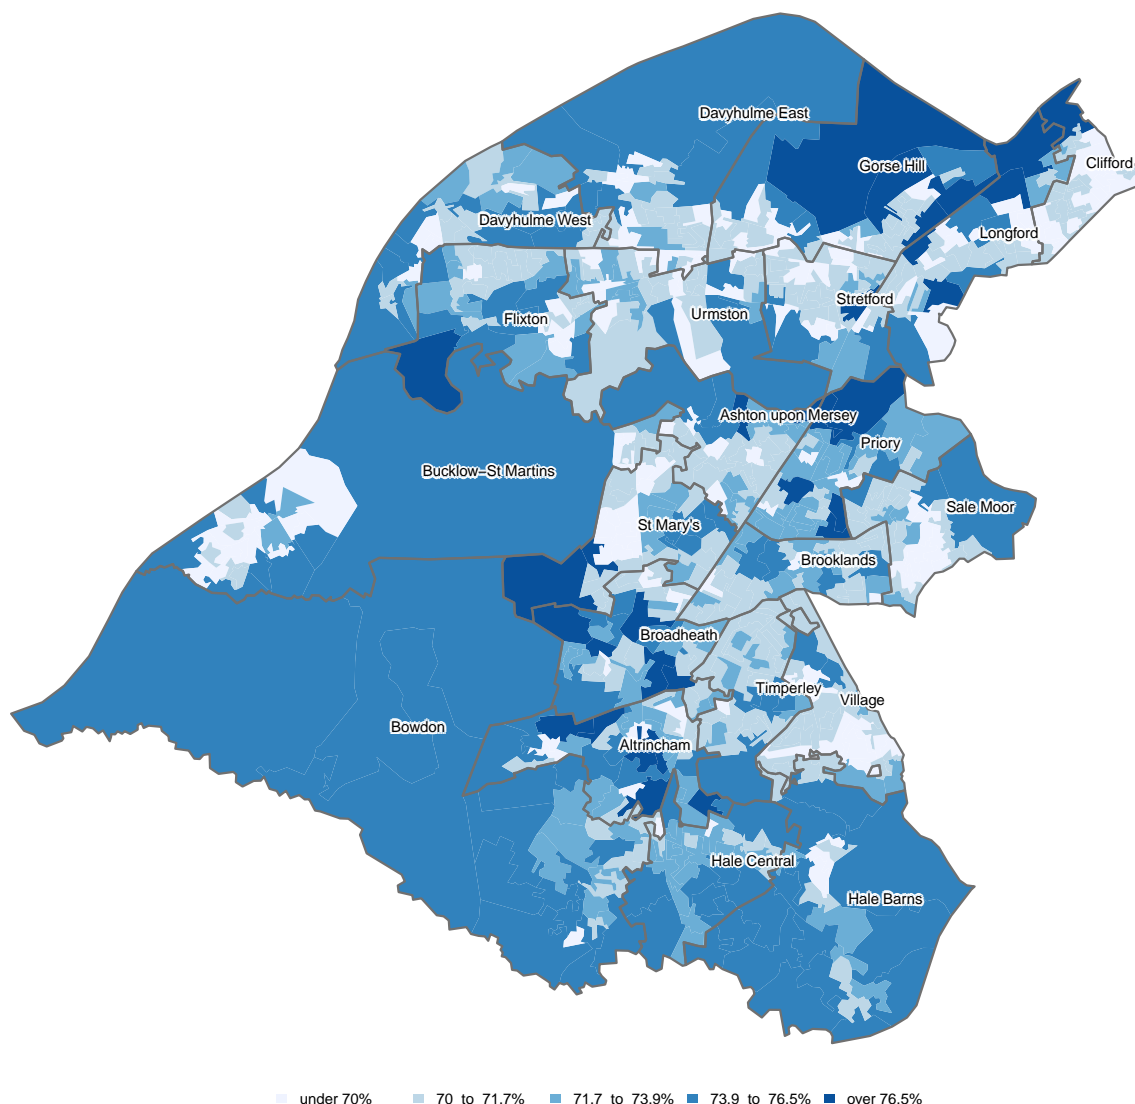 Davyhulme East
Clifford
Gorse Hill
Davyhulme West
Longford
Stretford
Urmston
Flixton
Ashton upon Mersey
Priory
Bucklow–St Martins
Sale Moor
St Mary's
Brooklands
Broadheath
Timperley
Village
Bowdon
Altrincham
Hale Central
Hale Barns
under 70% 70 to 71.7% 71.7 to 73.9% 73.9 to 76.5% over 76.5%